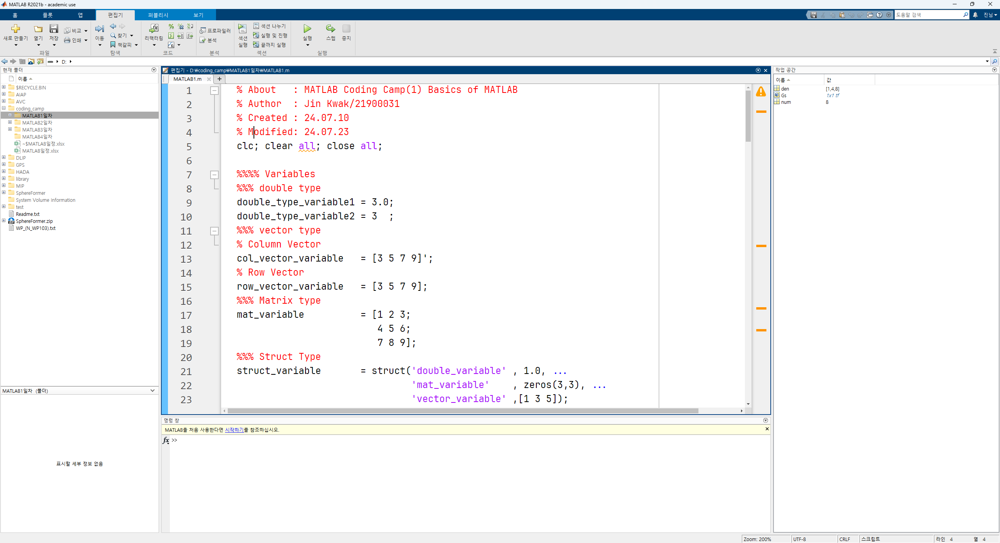 MATLAB R2021b - academic use
홈 플롯 앱 편집기 퍼블리시 보기
도움말 검색 진님
새로 만들기 열기 저장 비교 인쇄
파일
이동 찾기 책갈피
탐색
리팩터링
코드
프로파일러
분석
분석
섹션 실행 섹션 나누기
실행 및 진행
끝까지 실행
섹션
실행 스텝 중지
실행
D:
현재 폴더
이름
$RECYCLE.BIN
AIAP
AVC
coding_camp
MATLAB1일차
MATLAB2일차
MATLAB3일차
MATLAB4일차
~$MATLAB일정.xlsx
MATLAB일정.xlsx
DLIP
GPS
HADA
library
MIP
SphereFormer
System Volume Information
test
Readme.txt
SphereFormer.zip
WP_(N_WP103).txt
MATLAB1일차 (폴더)
표시할 세부 정보 없음
편집기 - D:₩coding_camp₩MATLAB1일차₩MATLAB1.m
MATLAB1.m
1 % About   : MATLAB Coding Camp(1) Basics of MATLAB
2 % Author  : Jin Kwak/21900031
3 % Created : 24.07.10
4 % Modified: 24.07.23
5 clc; clear all; close all;
6
7 %%%% Variables
8 %%% double type
9 double_type_variable1 = 3.0;
10 double_type_variable2 = 3  ;
11 %%% vector type
12 % Column Vector
13 col_vector_variable   = [3 5 7 9]';
14 % Row Vector
15 row_vector_variable   = [3 5 7 9];
16 %%% Matrix type
17 mat_variable          = [1 2 3;
18 4 5 6;
19 7 8 9];
20 %%% Struct Type
21 struct_variable       = struct('double_variable' , 1.0, ...
22 'mat_variable'    , zeros(3,3), ...
23 'vector_variable' ,[1 3 5]);
명령 창
MATLAB을 처음 사용한다면 시작하기를 참조하십시오.
fx >>
작업 공간
이름 값
den [1,4,8]
Gs 1x1 tf
num 8
Zoom: 200% UTF-8 CRLF 스크립트 라인 4 열 4